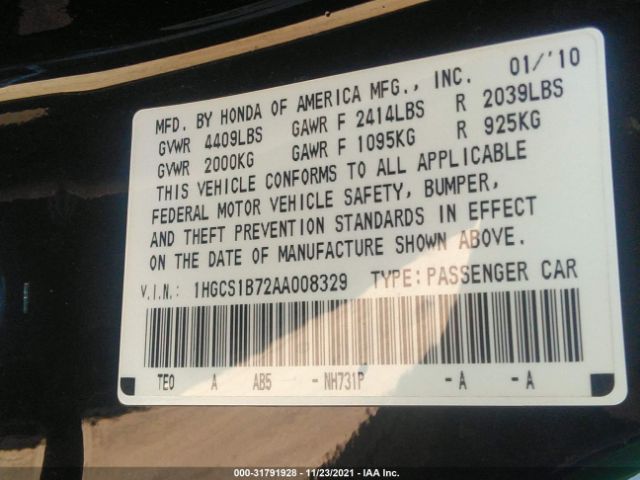 MFD. BY HONDA OF AMERICA MFG., INC. 01/'10
GVWR 4409LBS GAWR F 2414LBS R 2039LBS
GVWR 2000KG GAWR F 1095KG R 925KG
THIS VEHICLE CONFORMS TO ALL APPLICABLE
FEDERAL MOTOR VEHICLE SAFETY, BUMPER,
AND THEFT PREVENTION STANDARDS IN EFFECT
ON THE DATE OF MANUFACTURE SHOWN ABOVE.
V.I.N.: 1HGCS1B72AA008329 TYPE:PASSENGER CAR
TE0 A AB5 - NH731P - A - A
000-31791928 - 11/23/2021 - IAA Inc.